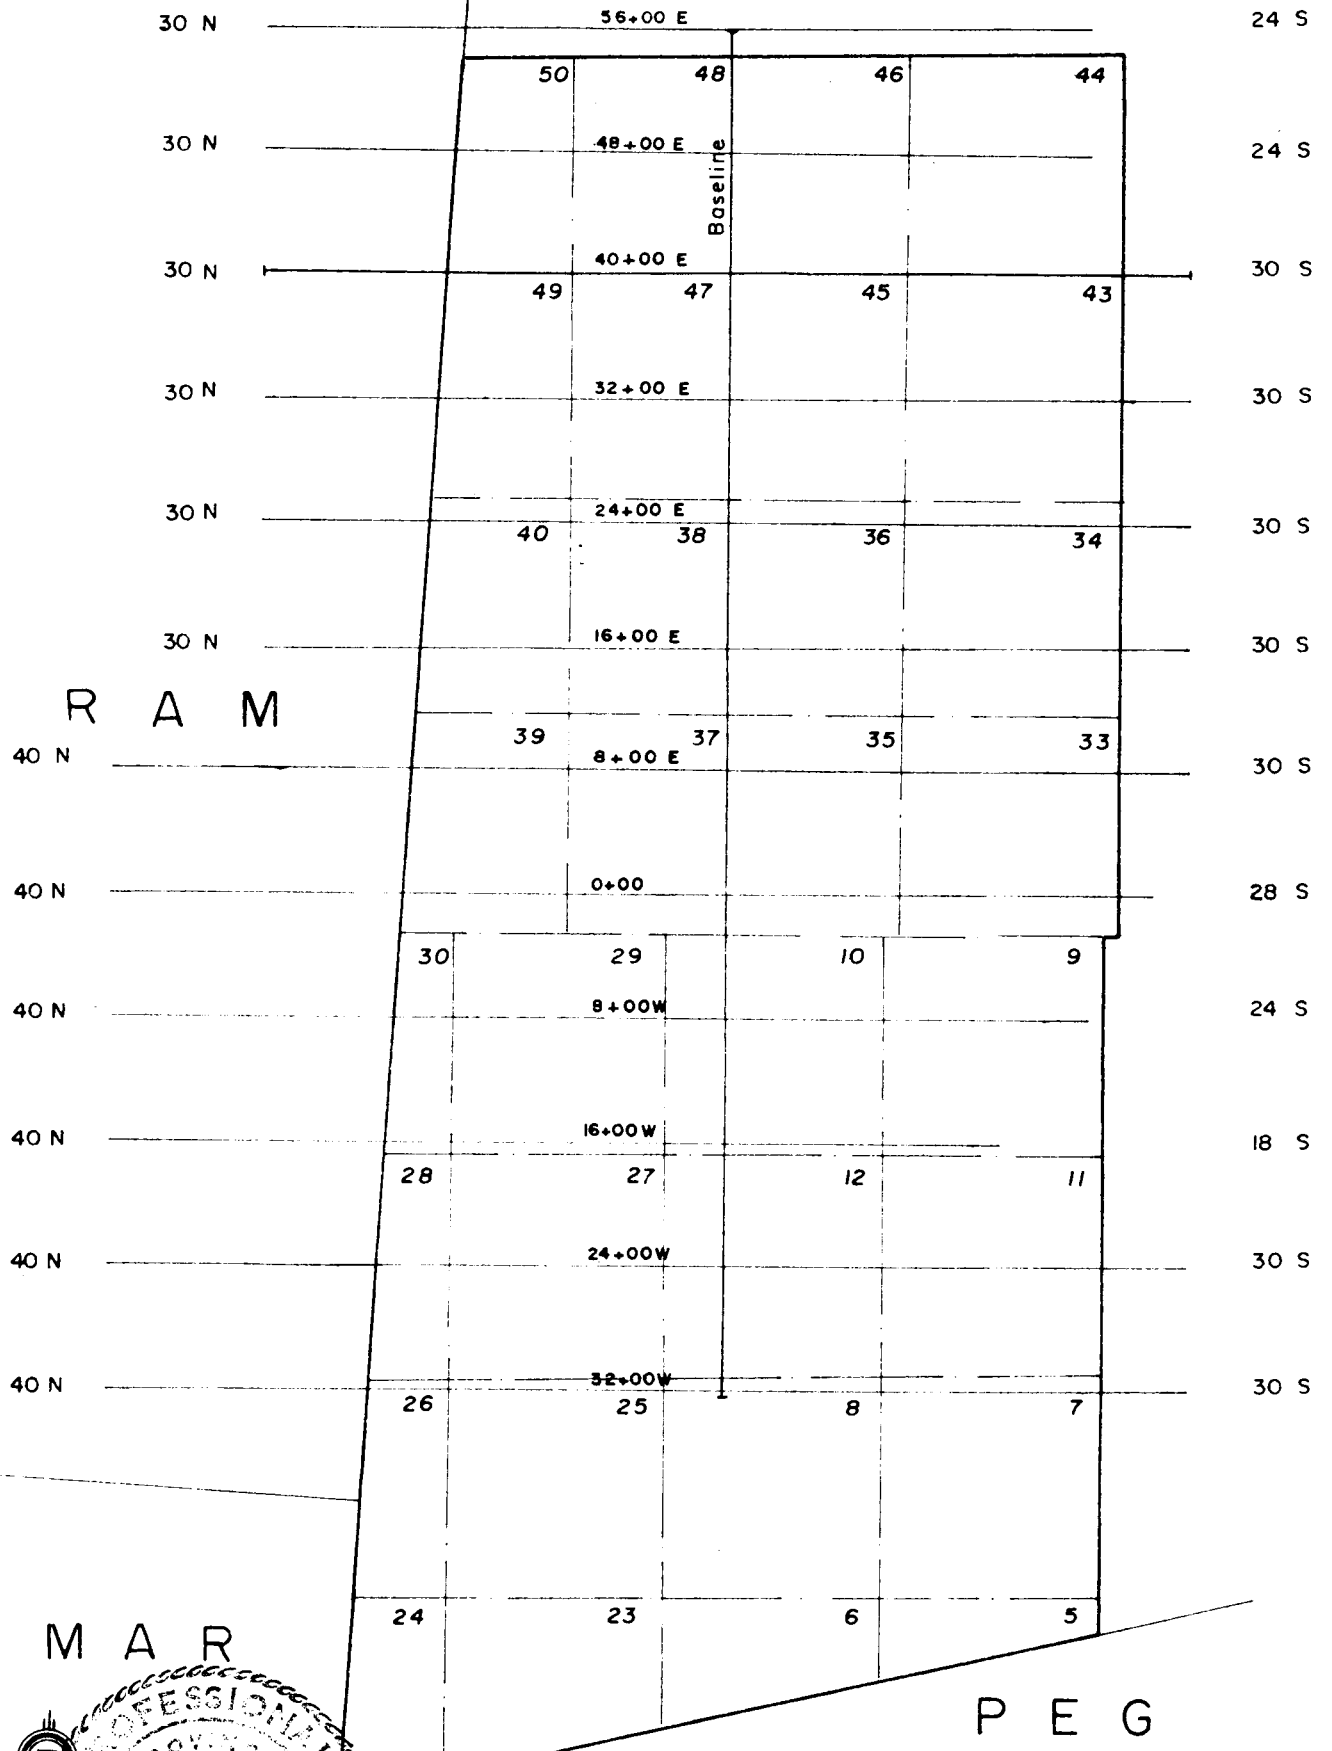 30 N 56+00 E 24 S
50 48 46 44
30 N 48+00 E 24 S
Baseline
30 N 40+00 E 30 S
49 47 45 43
30 N 32+00 E 30 S
30 N 24+00 E 30 S
40 38 36 34
30 N 16+00 E 30 S
R A M
39 37 35 33
40 N 8+00 E 30 S
40 N 0+00 28 S
30 29 10 9
40 N 8+00W 24 S
40 N 16+00W 18 S
28 27 12 11
40 N 24+00W 30 S
40 N 32+00W 30 S
26 25 8 7
24 23 6 5
M A R
P E G